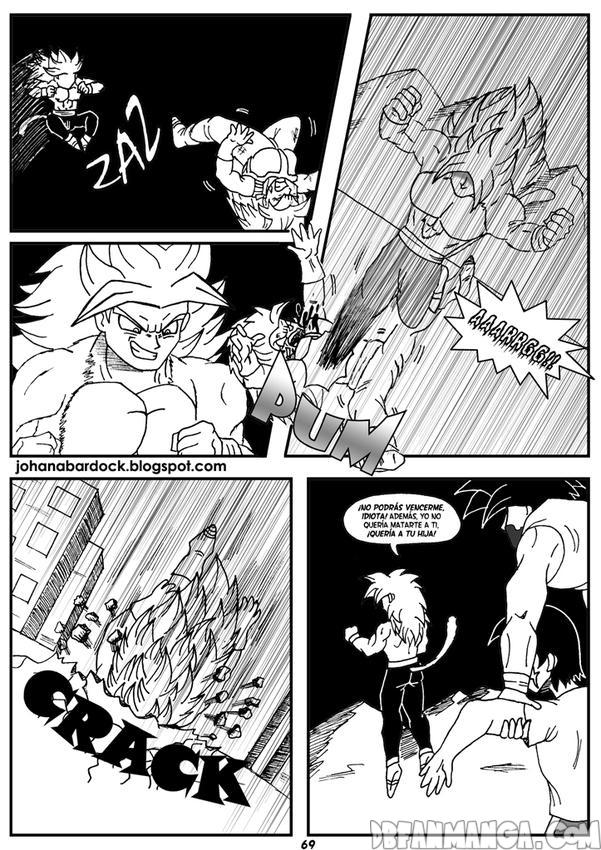 ZAZ
AAARRGG!!
PUM
johanabardock.blogspot.com
CRACK
¡NO PODRÁS VENCERME,
IDIOTA! ADEMÁS, YO NO
QUERÍA MATARTE A TI,
¡QUERÍA A TU HIJA!
69
DBFANMANGA.COM